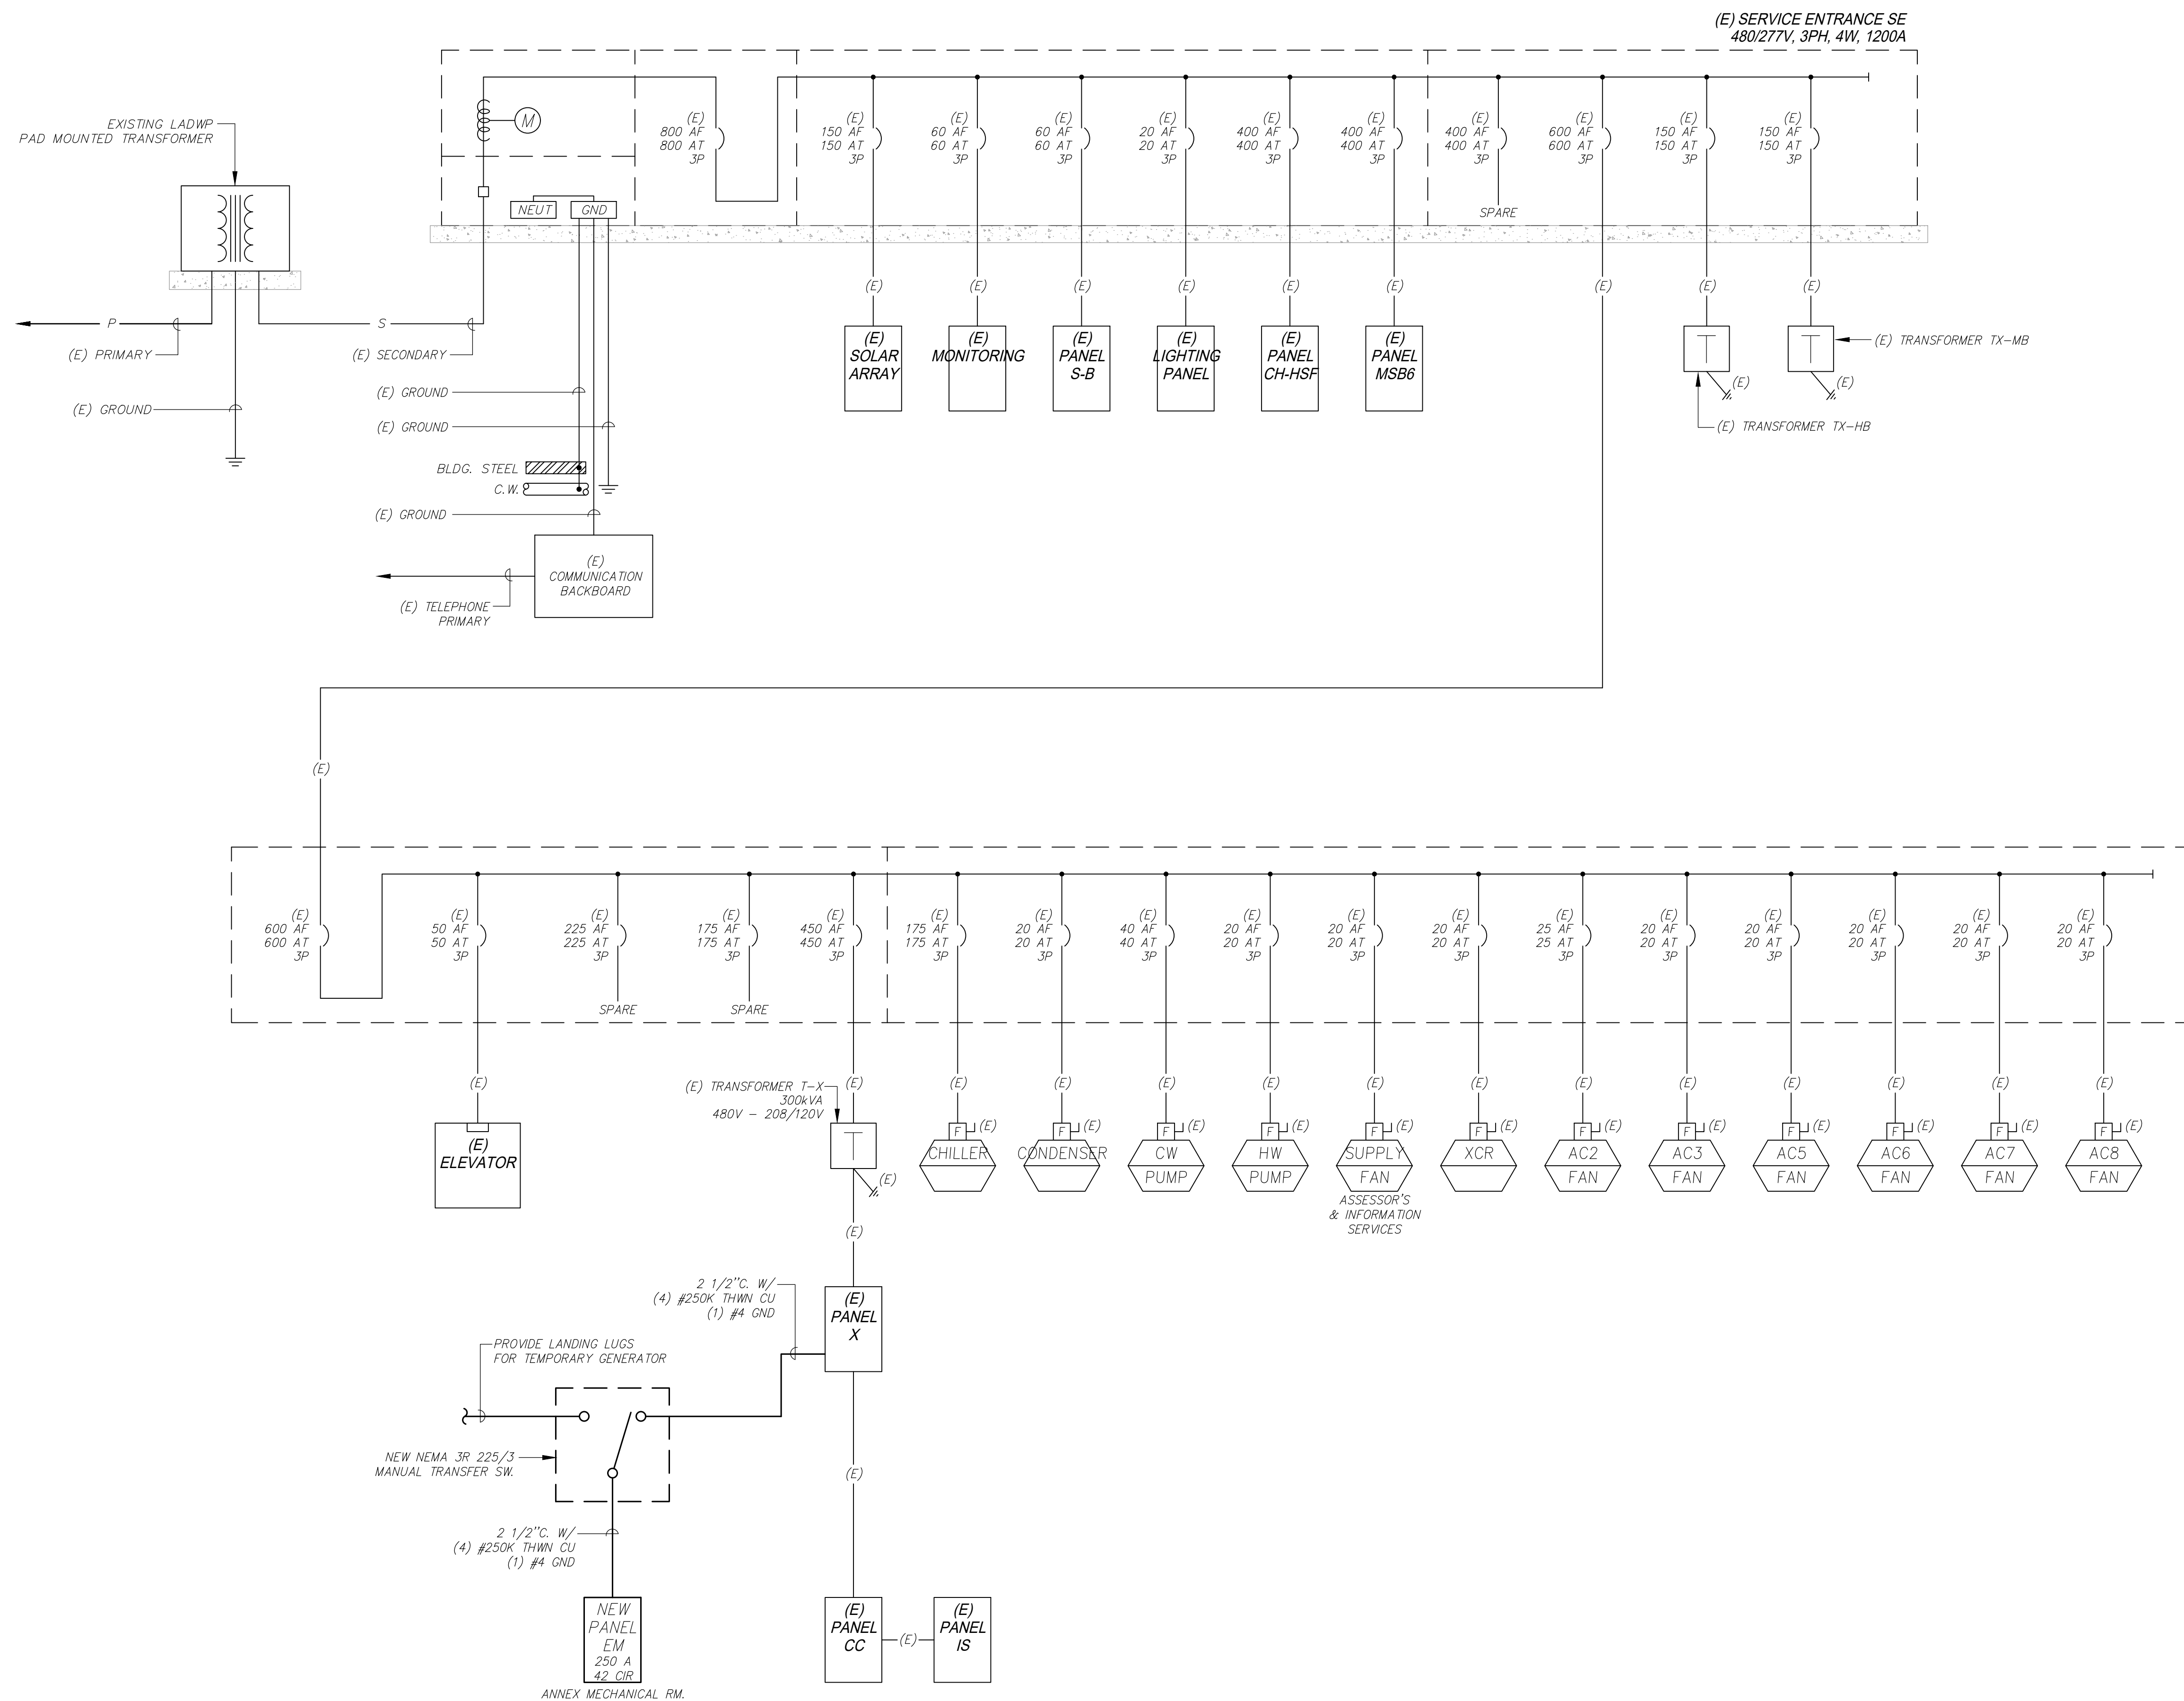 (E) SERVICE ENTRANCE SE
480/277V, 3PH, 4W, 1200A
EXISTING LADWP
PAD MOUNTED TRANSFORMER
M
NEUT
GND
(E)
800 AF
800 AT
3P
(E)
150 AF
150 AT
3P
(E)
60 AF
60 AT
3P
(E)
60 AF
60 AT
3P
(E)
20 AF
20 AT
3P
(E)
400 AF
400 AT
3P
(E)
400 AF
400 AT
3P
(E)
400 AF
400 AT
3P
SPARE
(E)
600 AF
600 AT
3P
(E)
150 AF
150 AT
3P
(E)
150 AF
150 AT
3P
(E)
(E)
(E)
(E)
(E)
(E)
(E)
(E)
(E)
P
S
(E) PRIMARY
(E) SECONDARY
(E) GROUND
(E) GROUND
(E) GROUND
BLDG. STEEL
C.W.
(E) GROUND
(E)
COMMUNICATION
BACKBOARD
(E) TELEPHONE
PRIMARY
(E)
SOLAR
ARRAY
(E)
MONITORING
(E)
PANEL
S-B
(E)
LIGHTING
PANEL
(E)
PANEL
CH-HSF
(E)
PANEL
MSB6
T
(E)
T
(E)
(E) TRANSFORMER TX-MB
(E) TRANSFORMER TX-HB
(E)
(E)
600 AF
600 AT
3P
(E)
50 AF
50 AT
3P
(E)
225 AF
225 AT
3P
SPARE
(E)
175 AF
175 AT
3P
SPARE
(E)
450 AF
450 AT
3P
(E)
175 AF
175 AT
3P
(E)
20 AF
20 AT
3P
(E)
40 AF
40 AT
3P
(E)
20 AF
20 AT
3P
(E)
20 AF
20 AT
3P
(E)
20 AF
20 AT
3P
(E)
25 AF
25 AT
3P
(E)
20 AF
20 AT
3P
(E)
20 AF
20 AT
3P
(E)
20 AF
20 AT
3P
(E)
20 AF
20 AT
3P
(E)
20 AF
20 AT
3P
(E)
(E)
(E)
(E)
(E)
(E)
(E)
(E)
(E)
(E)
(E)
(E)
(E)
(E)
(E) TRANSFORMER T-X
300kVA
480V - 208/120V
(E)
ELEVATOR
T
(E)
F
(E)
CHILLER
F
(E)
CONDENSER
F
(E)
CW
PUMP
F
(E)
HW
PUMP
F
(E)
SUPPLY
FAN
ASSESSOR'S
& INFORMATION
SERVICES
F
(E)
XCR
F
(E)
AC2
FAN
F
(E)
AC3
FAN
F
(E)
AC5
FAN
F
(E)
AC6
FAN
F
(E)
AC7
FAN
F
(E)
AC8
FAN
(E)
2 1/2"C. W/
(4) #250K THWN CU
(1) #4 GND
(E)
PANEL
X
PROVIDE LANDING LUGS
FOR TEMPORARY GENERATOR
NEW NEMA 3R 225/3
MANUAL TRANSFER SW.
(E)
2 1/2"C. W/
(4) #250K THWN CU
(1) #4 GND
NEW
PANEL
EM
250 A
42 CIR
ANNEX MECHANICAL RM.
(E)
PANEL
CC
(E)
(E)
PANEL
IS